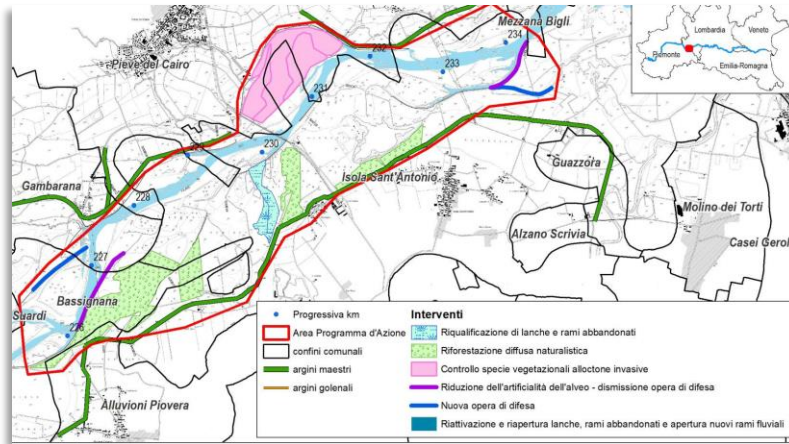 Mezzana Bigli
234
232
233
Pieve del Cairo
231
230
229
Gambarana
228
227
Suardi
Bassignana
226
Isola Sant'Antonio
Guazzora
Alzano Scrivia
Molino dei Torti
Casei Gerol
Alluvioni Piovera
Lombardia
Veneto
Piemonte
Emilia-Romagna
Progressiva km
Area Programma d'Azione
confini comunali
argini maestri
argini golenali
Interventi
Riqualificazione di lanche e rami abbandonati
Riforestazione diffusa naturalistica
Controllo specie vegetazionali alloctone invasive
Riduzione dell'artificialità dell'alveo - dismissione opera di difesa
Nuova opera di difesa
Riattivazione e riapertura lanche, rami abbandonati e apertura nuovi rami fluviali